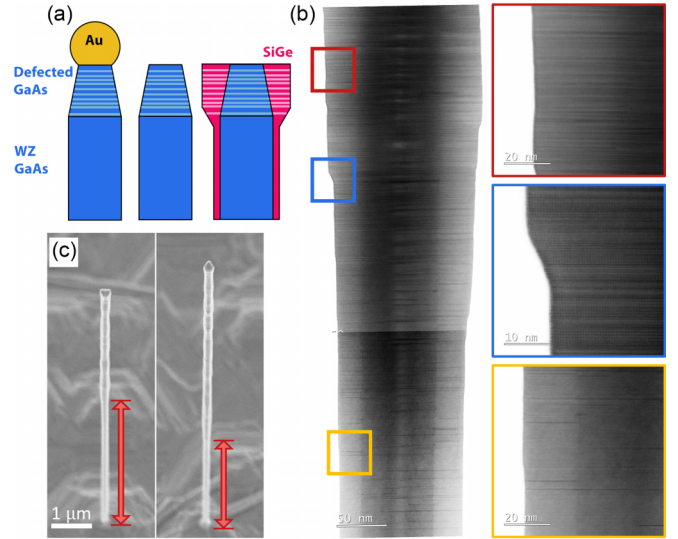 (a)
Au
SiGe
Defected
GaAs
WZ
GaAs
(b)
20 nm
10 nm
50 nm
20 nm
(c)
1 μm